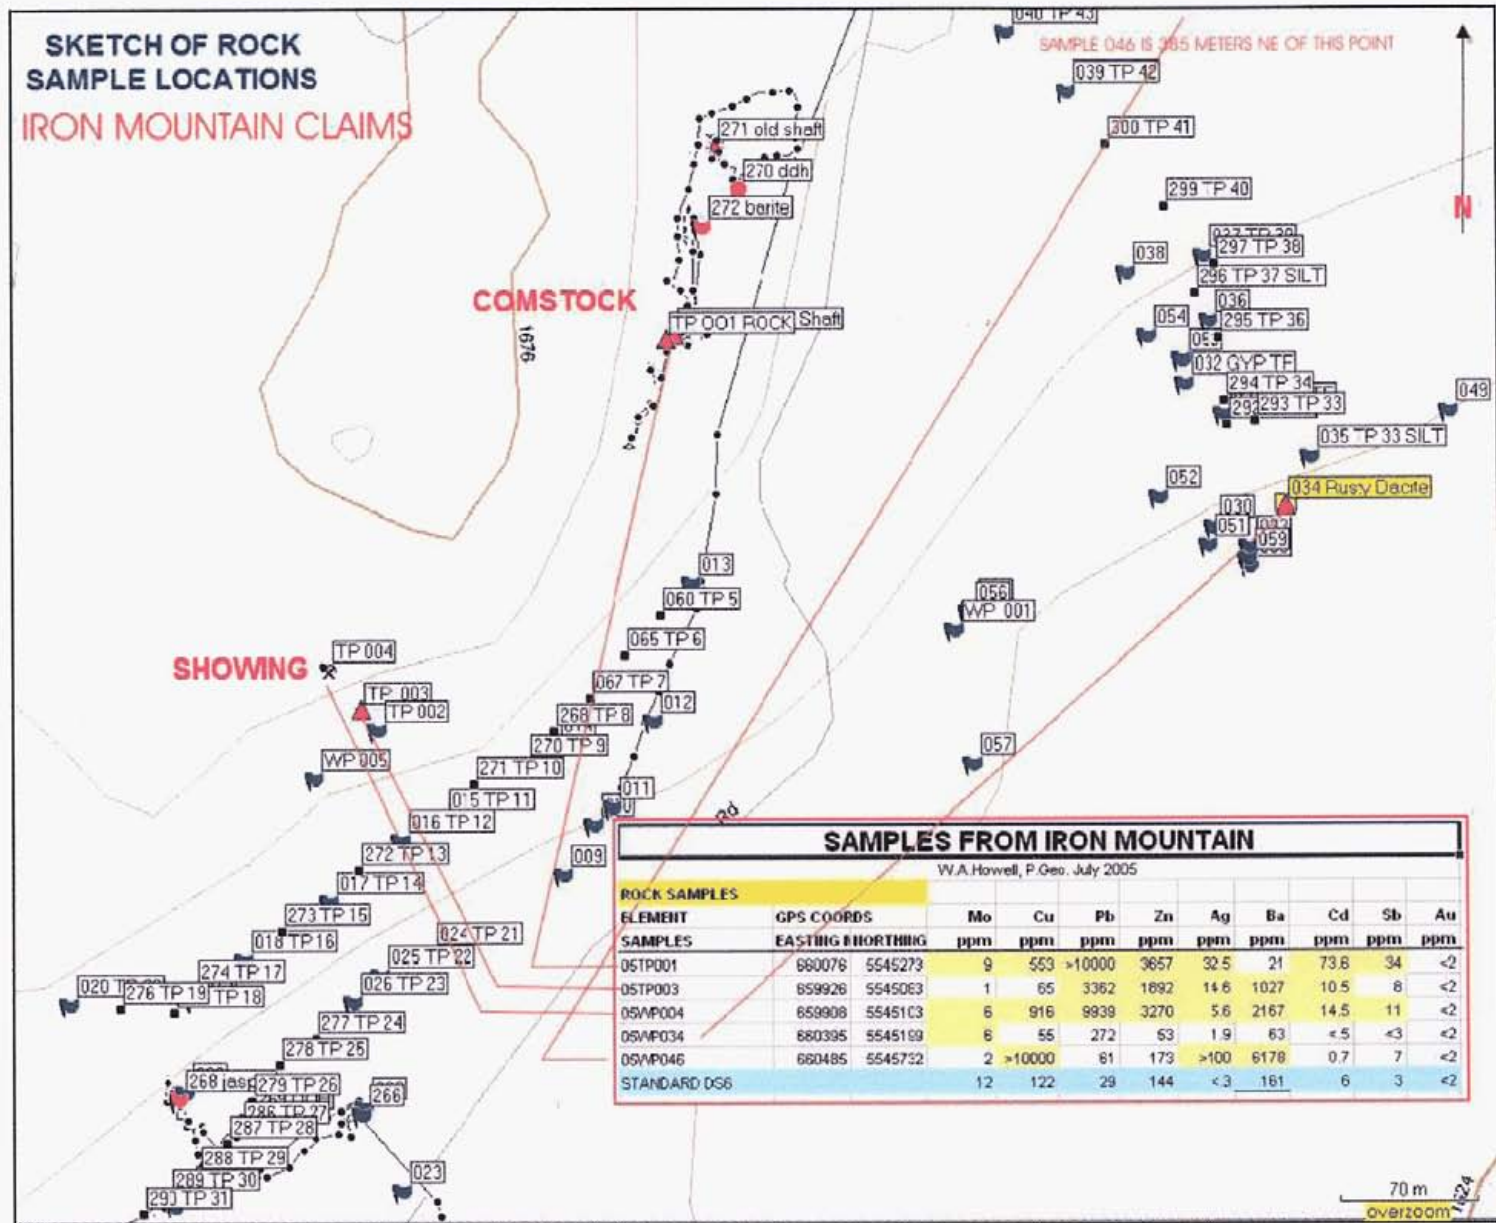 SKETCH OF ROCK
SAMPLE LOCATIONS
IRON MOUNTAIN CLAIMS
040 TP 43
SAMPLE 046 IS 385 METERS NE OF THIS POINT
039 TP 42
300 TP 41
299 TP 40
N
271 old shaft
270 ddh
272 barite
297 TP 38
038
296 TP 37 SILT
036
054
295 TP 36
COMSTOCK
TP 001 ROCK Shaft
1676
032 GYP TF
294 TP 34
293 TP 33
049
035 TP 33 SILT
052
034 Rusty Dacite
030
051
059
013
056
WP 001
060 TP 5
065 TP 6
SHOWING
TP 004
TP 003
TP 002
067 TP 7
012
268 TP 8
270 TP 9
WP 005
057
271 TP 10
015 TP 11
011
016 TP 12
Rd
272 TP 13
009
017 TP 14
273 TP 15
024 TP 21
018 TP 16
025 TP 22
274 TP 17
026 TP 23
276 TP 19
TP 18
277 TP 24
278 TP 25
268 jasp
279 TP 26
266
286 TP 27
287 TP 28
288 TP 29
023
289 TP 30
290 TP 31
SAMPLES FROM IRON MOUNTAIN
W.A.Howell, P.Geo. July 2005
ROCK SAMPLES
ELEMENT GPS COORDS Mo Cu Pb Zn Ag Ba Cd Sb Au
SAMPLES EASTING NORTHING ppm ppm ppm ppm ppm ppm ppm ppm ppm
05TP001 660076 5545273 9 553 >10000 3657 32.5 21 73.6 34 <2
05TP003 659926 5545063 1 65 3362 1892 14.6 1027 10.5 8 <2
05WP004 659908 5545103 6 916 9939 3270 5.6 2167 14.5 11 <2
05WP034 660395 5545199 6 55 272 53 1.9 63 <.5 <3 <2
05WP046 660485 5545732 2 >10000 61 173 >100 6178 0.7 7 <2
STANDARD DS6 12 122 29 144 <.3 161 6 3 <2
70 m
overzoom
1624